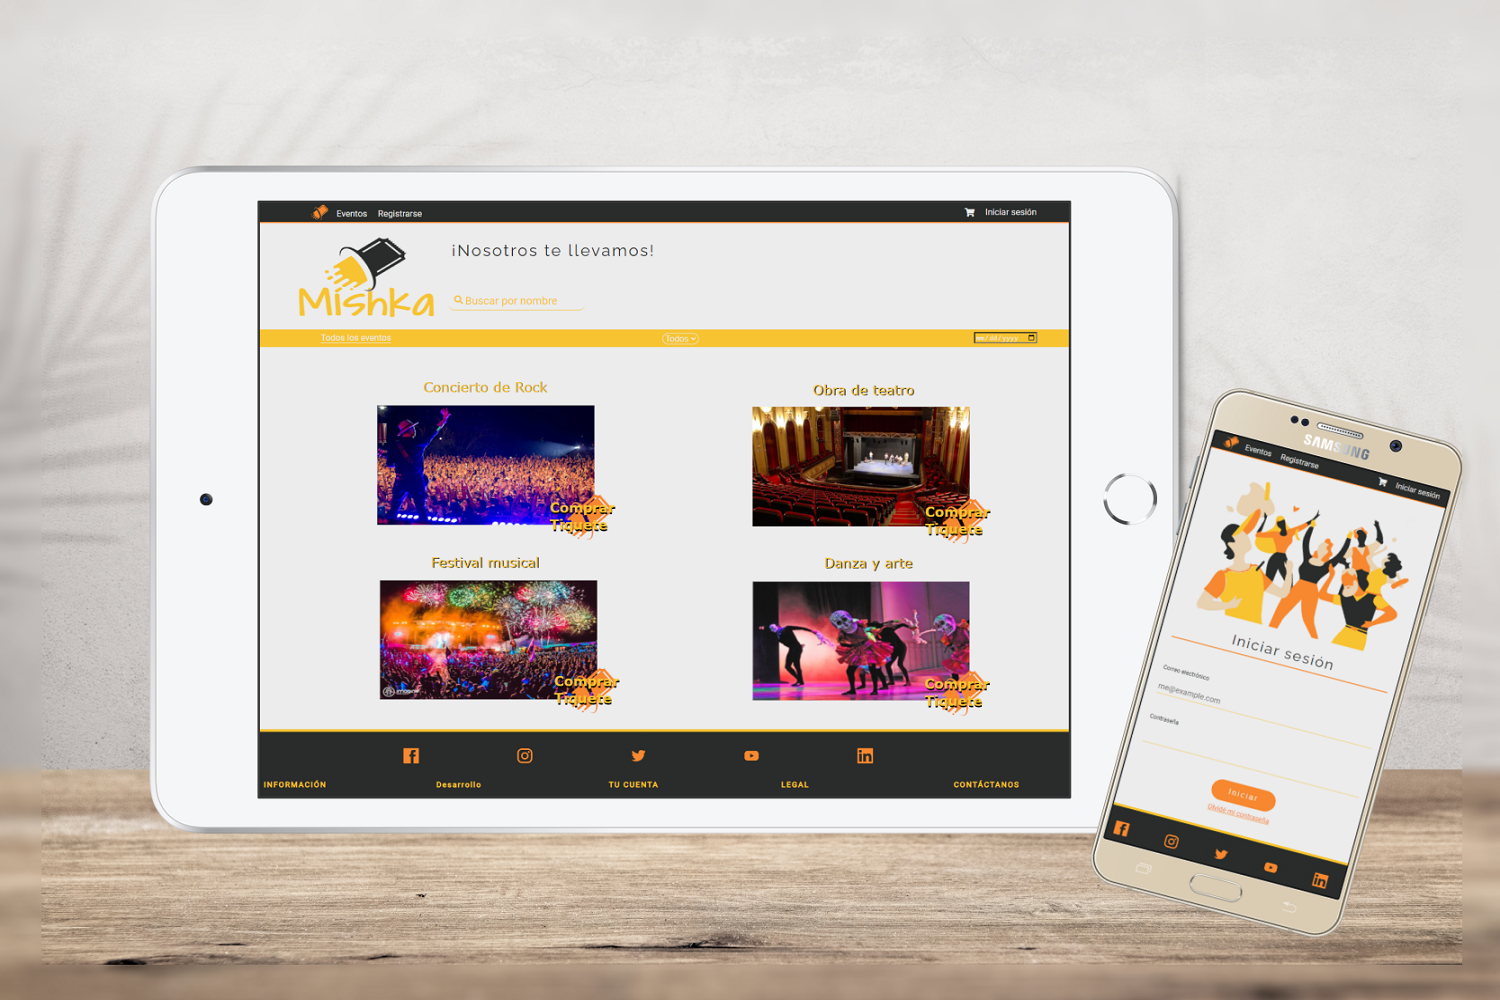 Eventos Registrarse
Iniciar sesión
¡Nosotros te llevamos!
Mishka
Buscar por nombre
Todos los eventos
Todos
mm/dd/yyyy
Concierto de Rock
Obra de teatro
Comprar
Tiquete
Comprar
Tiquete
Festival musical
Danza y arte
Comprar
Tiquete
Comprar
Tiquete
INFORMACIÓN
Desarrollo
TU CUENTA
LEGAL
CONTÁCTANOS
SAMSUNG
Eventos Registrarse
Iniciar sesión
Iniciar sesión
Correo electrónico
me@example.com
Contraseña
Iniciar
Olvidé mi contraseña